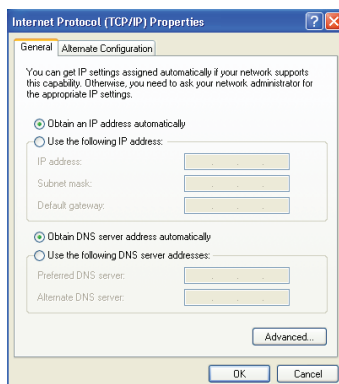 Internet Protocol (TCP/IP) Properties
General
Alternate Configuration
You can get IP settings assigned automatically if your network supports
this capability. Otherwise, you need to ask your network administrator for
the appropriate IP settings.
Obtain an IP address automatically
Use the following IP address:
IP address:
Subnet mask:
Default gateway:
Obtain DNS server address automatically
Use the following DNS server addresses:
Preferred DNS server:
Alternate DNS server:
Advanced...
OK
Cancel